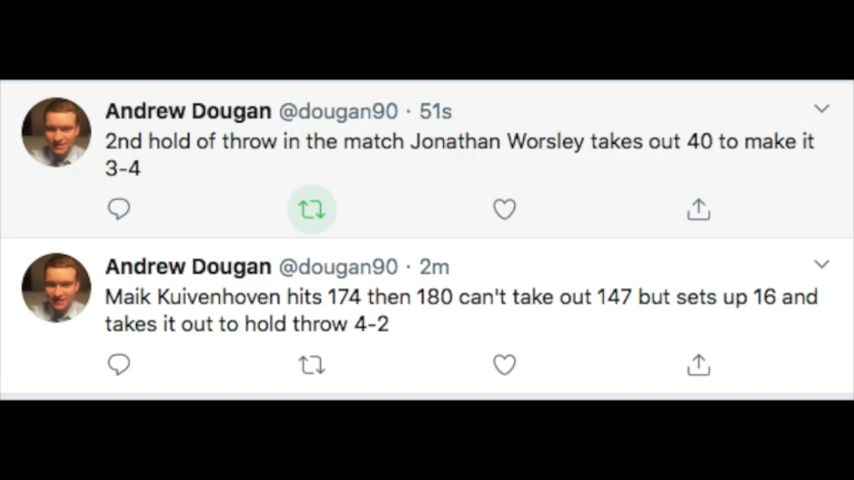 Andrew Dougan @dougan90 · 51s
2nd hold of throw in the match Jonathan Worsley takes out 40 to make it
3-4
Andrew Dougan @dougan90 · 2m
Maik Kuivenhoven hits 174 then 180 can't take out 147 but sets up 16 and
takes it out to hold throw 4-2